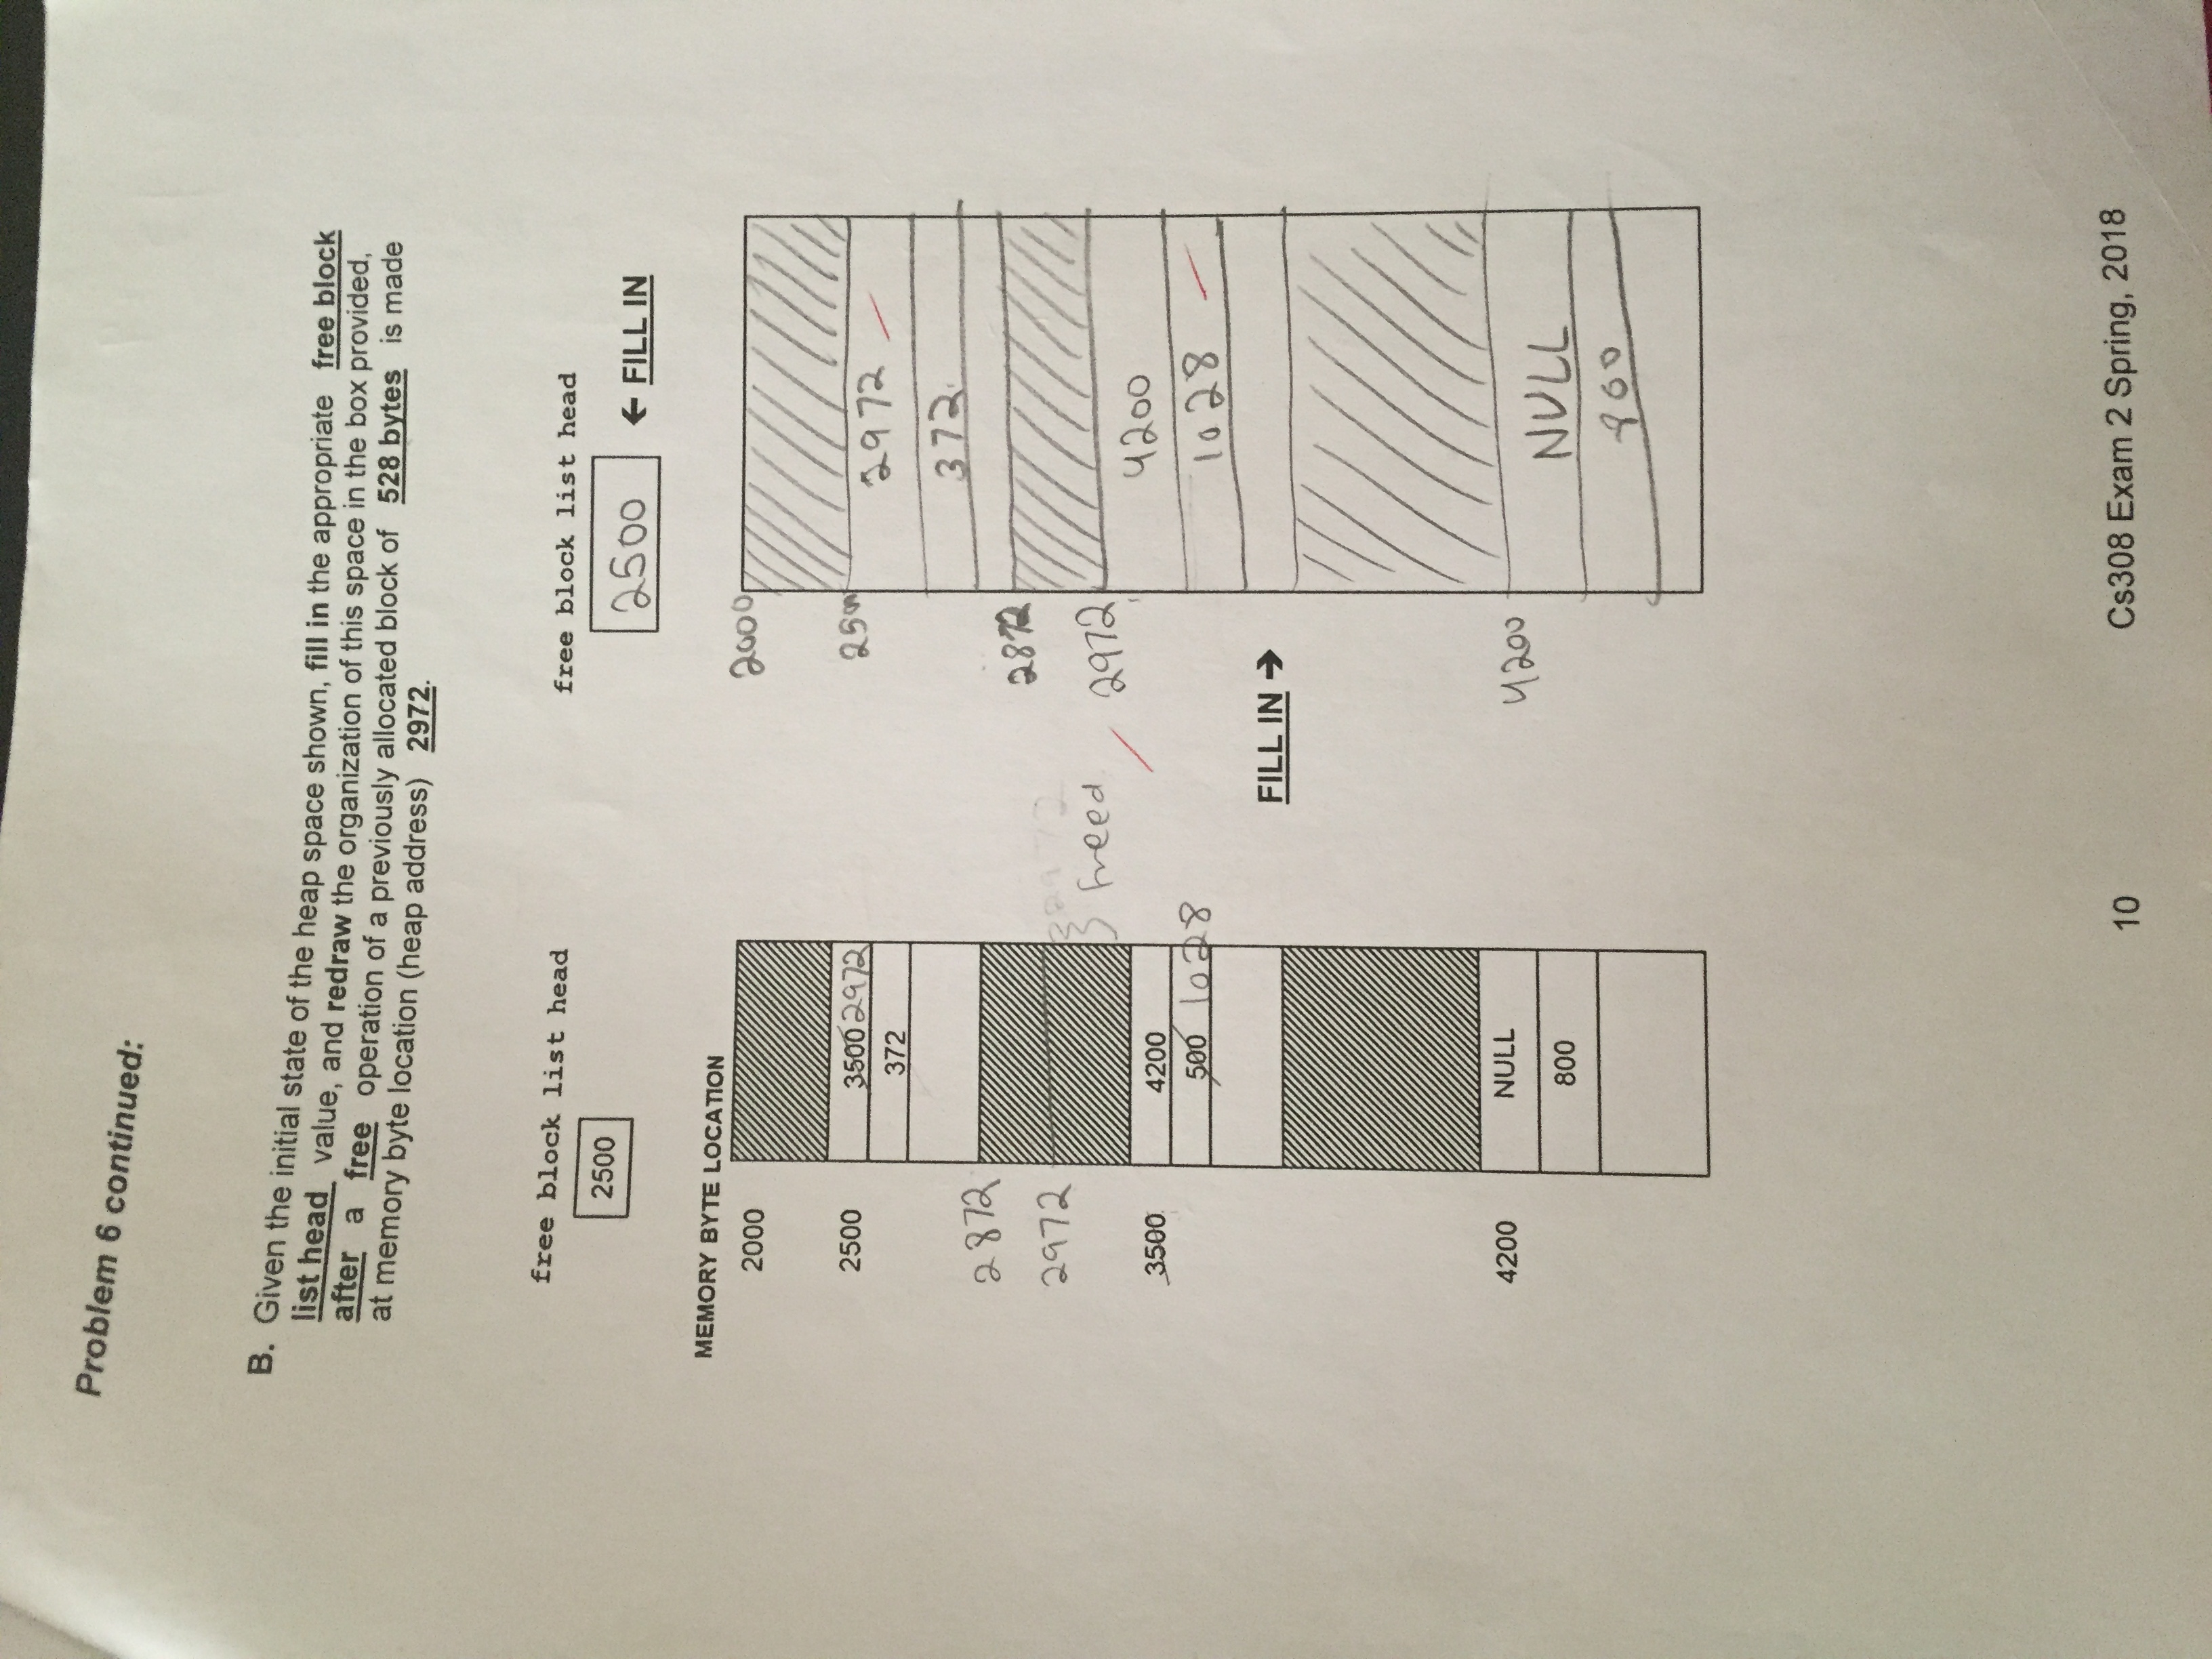 Problem 6 continued:
B. Given the initial state of the heap space shown, fill in the appropriate free block
list head value, and redraw the organization of this space in the box provided,
after a free operation of a previously allocated block of 528 bytes is made
at memory byte location (heap address) 2972.
free block list head
2500
MEMORY BYTE LOCATION
2000
2500 3500 2972
372
2872
2972 2972
freed
3500 4200
500 1028
4200 NULL
800
free block list head
2500 ← FILL IN
2000
2500 2972
372
2872
2972
4200
1028
FILL IN →
4200
NULL
800
10 Cs308 Exam 2 Spring, 2018